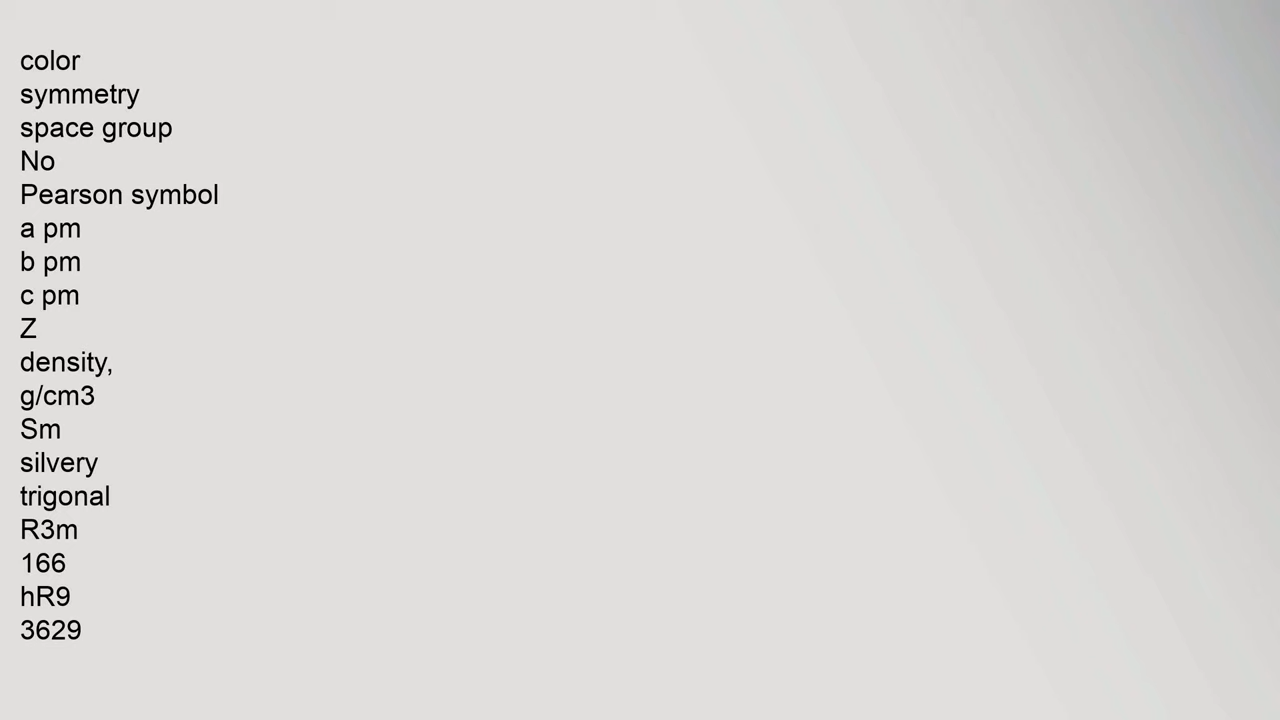 color
symmetry
space group
No
Pearson symbol
a pm
b pm
c pm
Z
density,
g/cm3
Sm
silvery
trigonal
R3m
166
hR9
3629